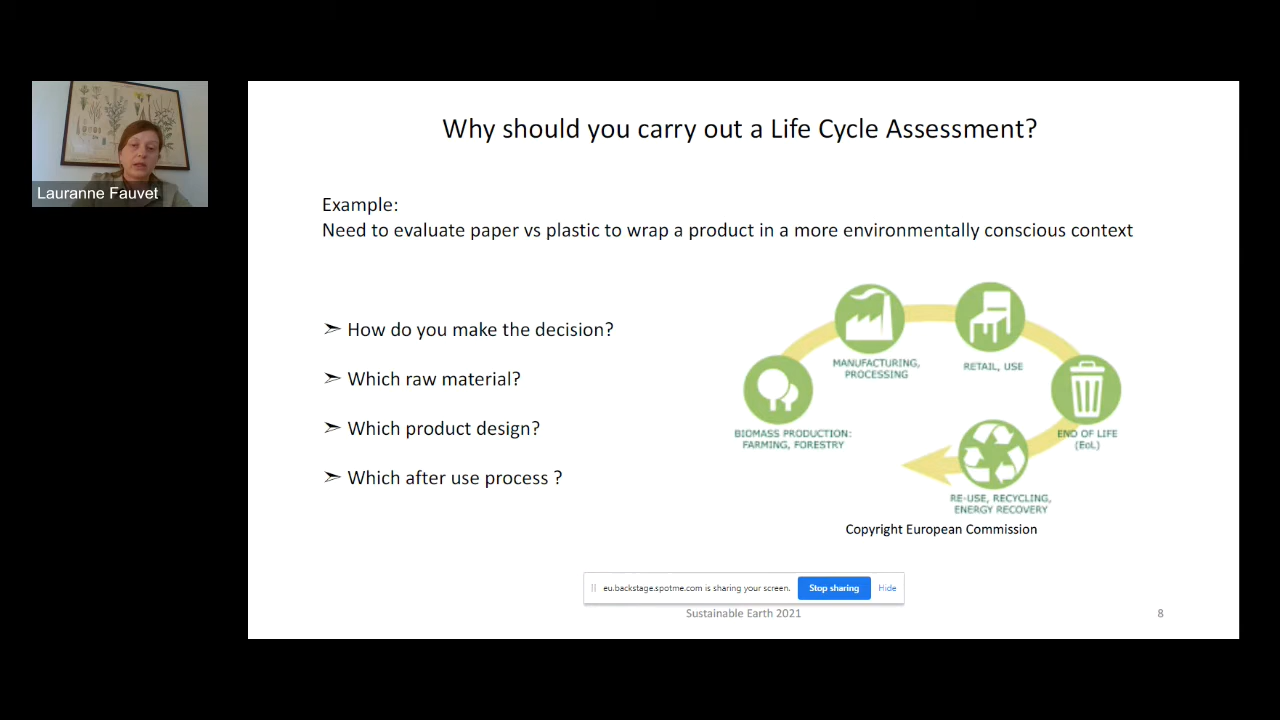 Lauranne Fauvet
Why should you carry out a Life Cycle Assessment?
Example:
Need to evaluate paper vs plastic to wrap a product in a more environmentally conscious context
➣ How do you make the decision?
➣ Which raw material?
➣ Which product design?
➣ Which after use process ?
MANUFACTURING,
PROCESSING
RETAIL, USE
BIOMASS PRODUCTION:
FARMING, FORESTRY
END OF LIFE
(EoL)
RE-USE, RECYCLING,
ENERGY RECOVERY
Copyright European Commission
eu.backstage.spotme.com is sharing your screen.
Stop sharing
Hide
Sustainable Earth 2021
8